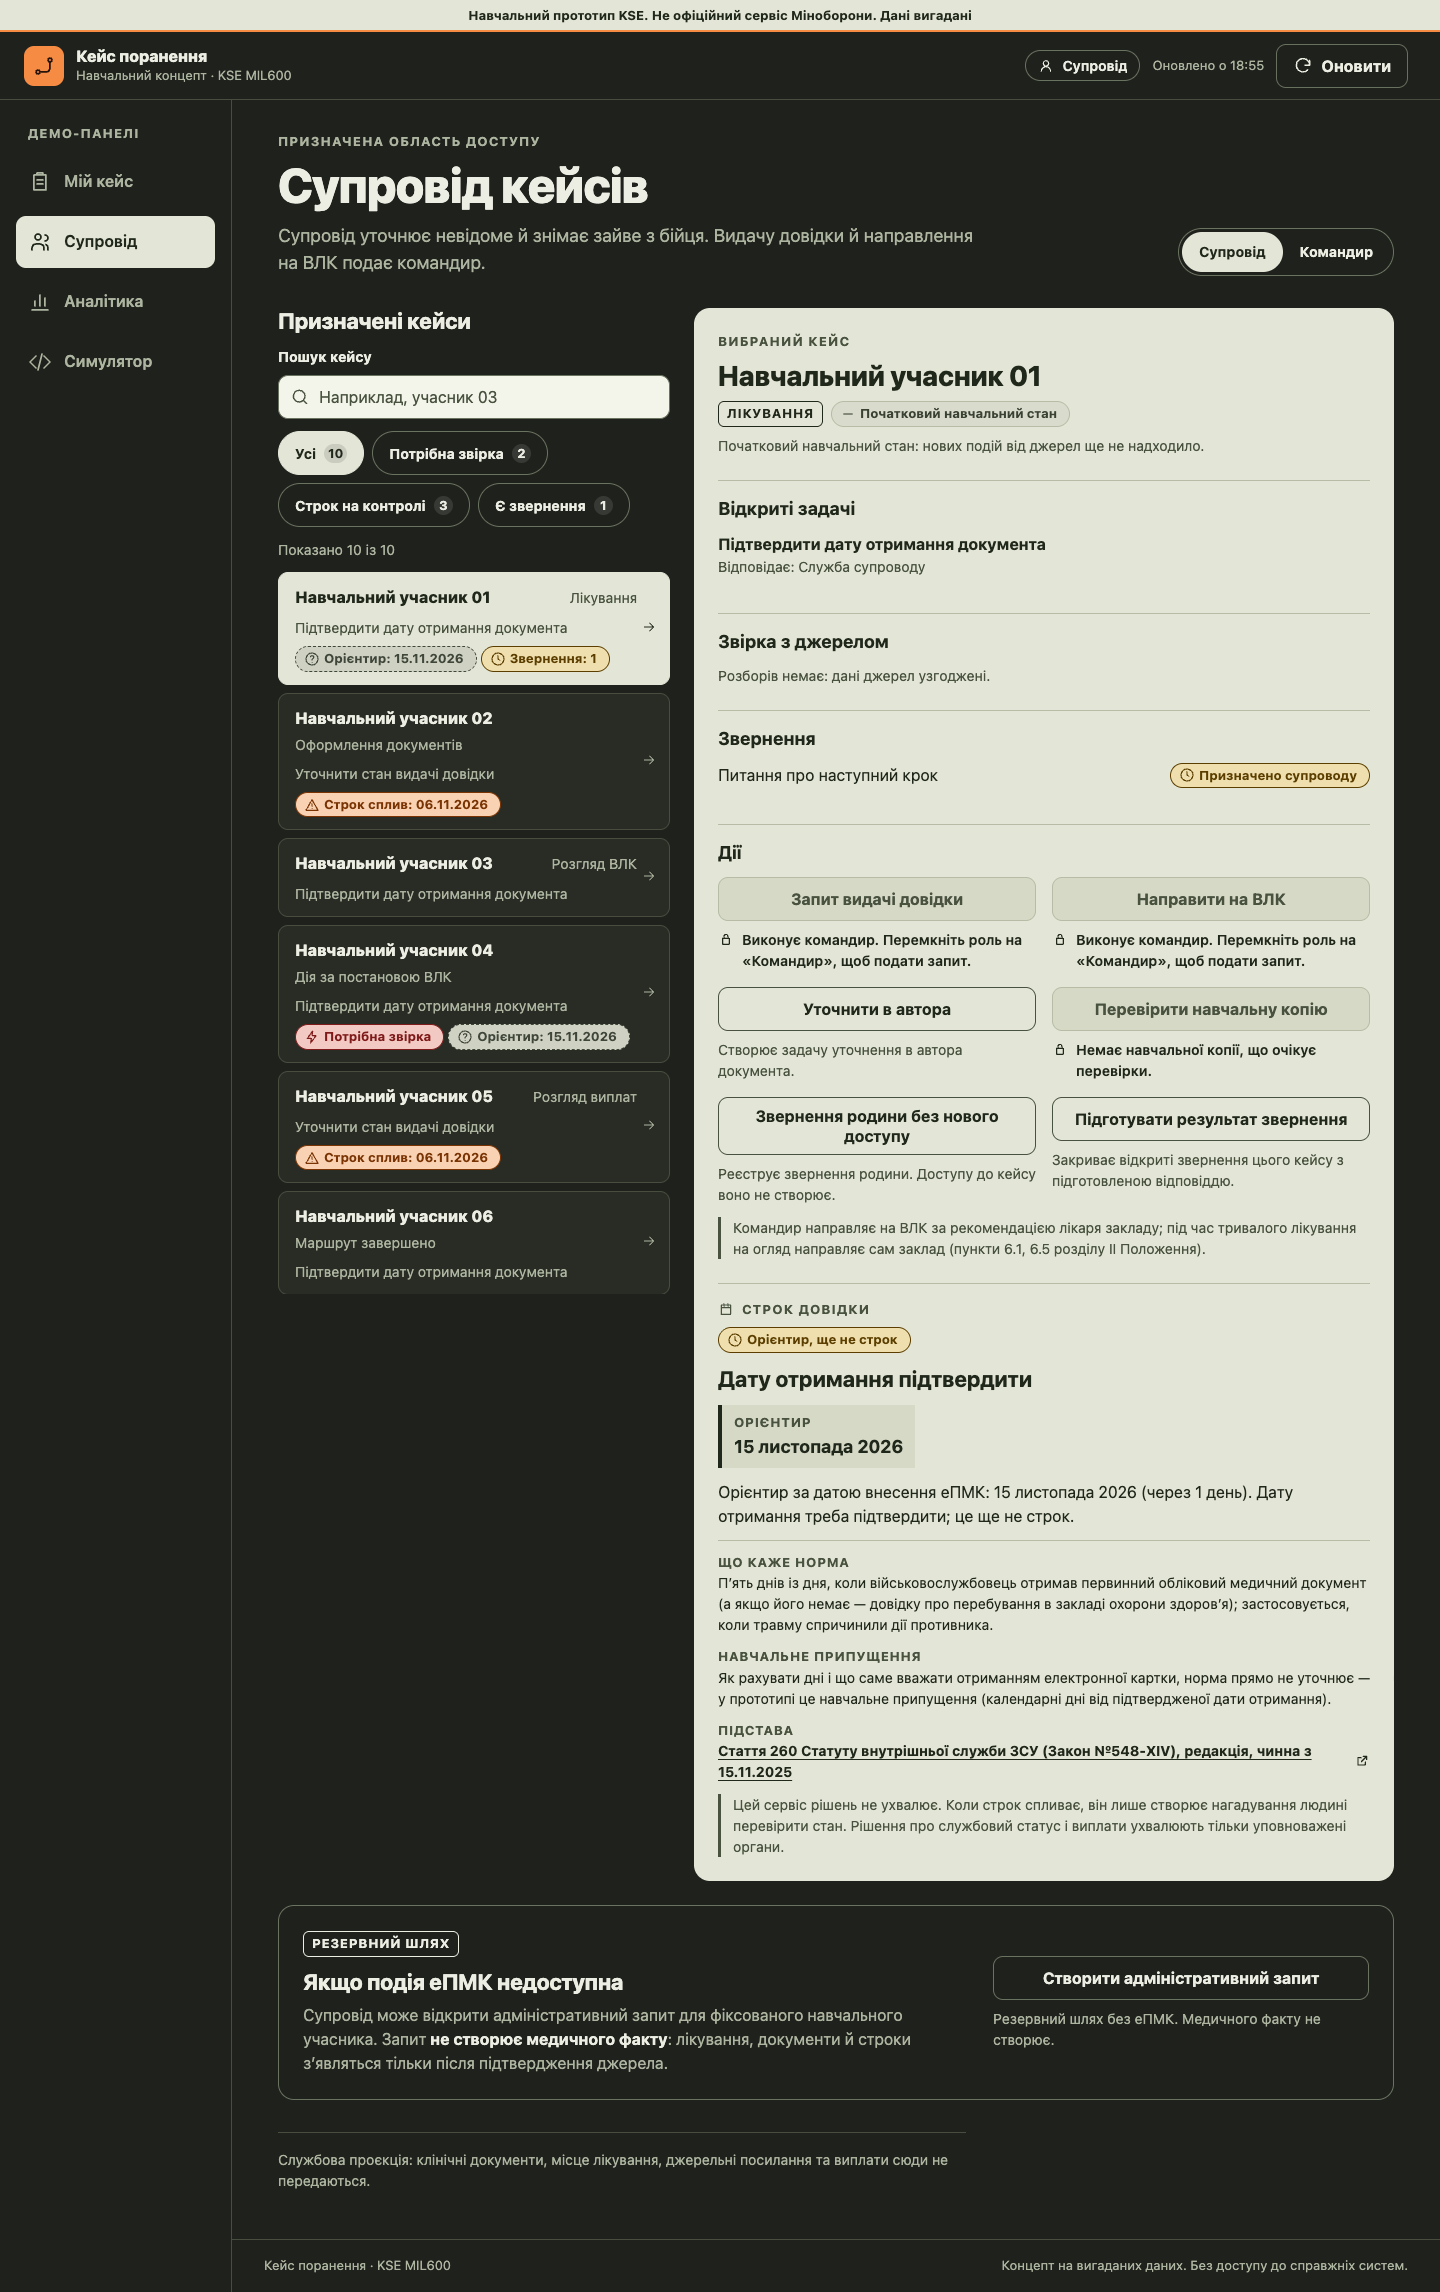 Навчальний прототип KSE. Не офіційний сервіс Міноборони. Дані вигадані
Кейс поранення
Навчальний концепт · KSE MIL600
Супровід
Оновлено о 18:55
Оновити
ДЕМО-ПАНЕЛІ
Мій кейс
Супровід
Аналітика
Симулятор
ПРИЗНАЧЕНА ОБЛАСТЬ ДОСТУПУ
Супровід кейсів
Супровід уточнює невідоме й знімає зайве з бійця. Видачу довідки й направлення
на ВЛК подає командир.
Супровід
Командир
Призначені кейси
Пошук кейсу
Наприклад, учасник 03
Усі 10
Потрібна звірка 2
Строк на контролі 3
Є звернення 1
Показано 10 із 10
Навчальний учасник 01
Лікування
Підтвердити дату отримання документа
Орієнтир: 15.11.2026
Звернення: 1
Навчальний учасник 02
Оформлення документів
Уточнити стан видачі довідки
Строк сплив: 06.11.2026
Навчальний учасник 03
Розгляд ВЛК
Підтвердити дату отримання документа
Навчальний учасник 04
Дія за постановою ВЛК
Підтвердити дату отримання документа
Потрібна звірка
Орієнтир: 15.11.2026
Навчальний учасник 05
Розгляд виплат
Уточнити стан видачі довідки
Строк сплив: 06.11.2026
Навчальний учасник 06
Маршрут завершено
Підтвердити дату отримання документа
ВИБРАНИЙ КЕЙС
Навчальний учасник 01
ЛІКУВАННЯ
Початковий навчальний стан
Початковий навчальний стан: нових подій від джерел ще не надходило.
Відкриті задачі
Підтвердити дату отримання документа
Відповідає: Служба супроводу
Звірка з джерелом
Розборів немає: дані джерел узгоджені.
Звернення
Питання про наступний крок
Призначено супроводу
Дії
Запит видачі довідки
Виконує командир. Перемкніть роль на
«Командир», щоб подати запит.
Направити на ВЛК
Виконує командир. Перемкніть роль на
«Командир», щоб подати запит.
Уточнити в автора
Створює задачу уточнення в автора
документа.
Перевірити навчальну копію
Немає навчальної копії, що очікує
перевірки.
Звернення родини без нового
доступу
Реєструє звернення родини. Доступу до кейсу
воно не створює.
Підготувати результат звернення
Закриває відкриті звернення цього кейсу з
підготовленою відповіддю.
Командир направляє на ВЛК за рекомендацією лікаря закладу; під час тривалого лікування
на огляд направляє сам заклад (пункти 6.1, 6.5 розділу II Положення).
СТРОК ДОВІДКИ
Орієнтир, ще не строк
Дату отримання підтвердити
ОРІЄНТИР
15 листопада 2026
Орієнтир за датою внесення еПМК: 15 листопада 2026 (через 1 день). Дату
отримання треба підтвердити; це ще не строк.
ЩО КАЖЕ НОРМА
П’ять днів із дня, коли військовослужбовець отримав первинний обліковий медичний документ
(а якщо його немає — довідку про перебування в закладі охорони здоров’я); застосовується,
коли травму спричинили дії противника.
НАВЧАЛЬНЕ ПРИПУЩЕННЯ
Як рахувати дні і що саме вважати отриманням електронної картки, норма прямо не уточнює —
у прототипі це навчальне припущення (календарні дні від підтвердженої дати отримання).
ПІДСТАВА
Стаття 260 Статуту внутрішньої служби ЗСУ (Закон №548-XIV), редакція, чинна з
15.11.2025
Цей сервіс рішень не ухвалює. Коли строк спливає, він лише створює нагадування людині
перевірити стан. Рішення про службовий статус і виплати ухвалюють тільки уповноважені
органи.
РЕЗЕРВНИЙ ШЛЯХ
Якщо подія еПМК недоступна
Супровід може відкрити адміністративний запит для фіксованого навчального
учасника. Запит не створює медичного факту: лікування, документи й строки
з’являться тільки після підтвердження джерела.
Створити адміністративний запит
Резервний шлях без еПМК. Медичного факту не
створює.
Службова проєкція: клінічні документи, місце лікування, джерельні посилання та виплати сюди не
передаються.
Кейс поранення · KSE MIL600
Концепт на вигаданих даних. Без доступу до справжніх систем.